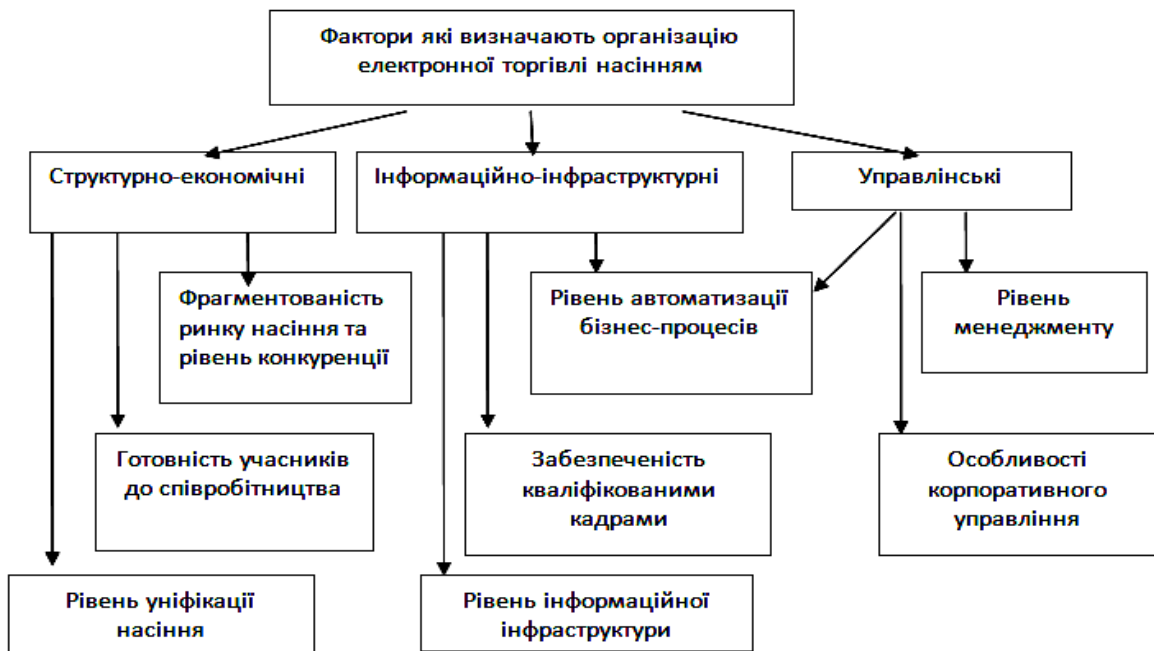 Фактори які визначають організацію
електронної торгівлі насінням
Структурно-економічні
Інформаційно-інфраструктурні
Управлінські
Фрагментованість
ринку насіння та
рівень конкуренції
Рівень автоматизації
бізнес-процесів
Рівень
менеджменту
Готовність учасників
до співробітництва
Забезпеченість
кваліфікованими
кадрами
Особливості
корпоративного
управління
Рівень уніфікації
насіння
Рівень інформаційної
інфраструктури